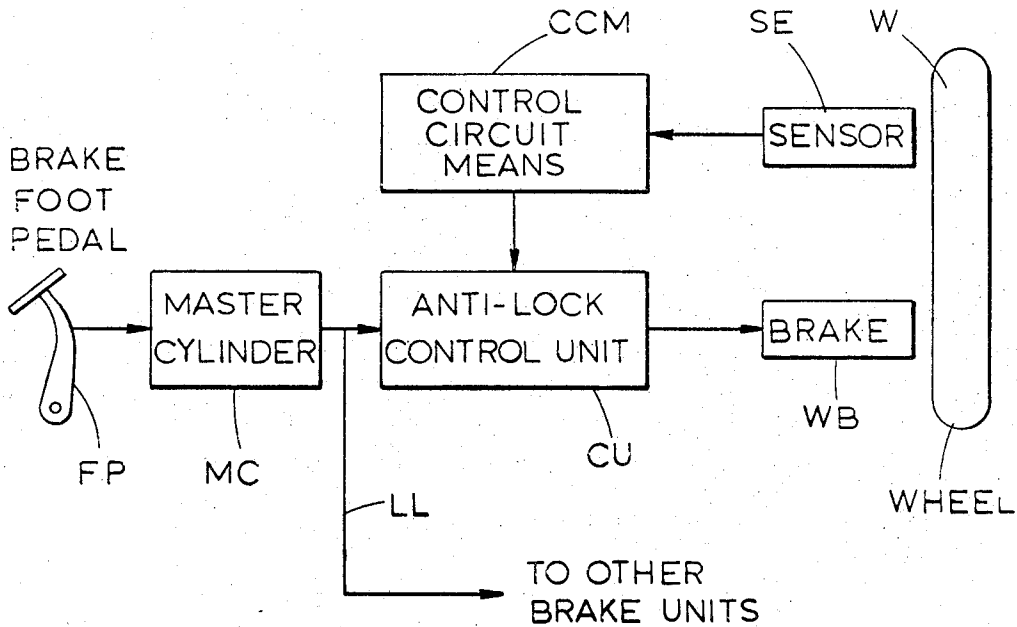 CCM
SE
W
CONTROL
CIRCUIT
MEANS
SENSOR
BRAKE
FOOT
PEDAL
MASTER
CYLINDER
ANTI-LOCK
CONTROL UNIT
BRAKE
FP
MC
CU
WB
LL
WHEEL
TO OTHER
BRAKE UNITS